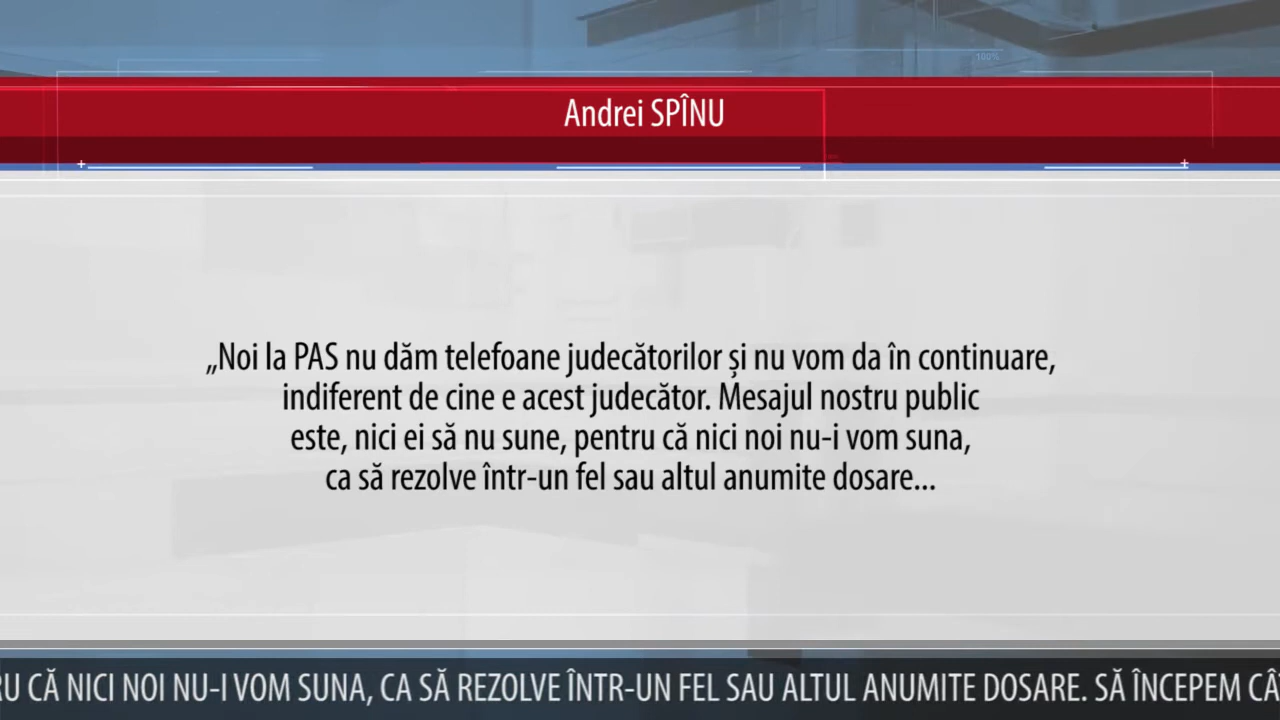 100%
Andrei SPÎNU
„Noi la PAS nu dăm telefoane judecătorilor și nu vom da în continuare,
indiferent de cine e acest judecător. Mesajul nostru public
este, nici ei să nu sune, pentru că nici noi nu-i vom suna,
ca să rezolve într-un fel sau altul anumite dosare...
CĂ NICI NOI NU-I VOM SUNA, CA SĂ REZOLVE ÎNTR-UN FEL SAU ALTUL ANUMITE DOSARE. SĂ ÎNCEPEM